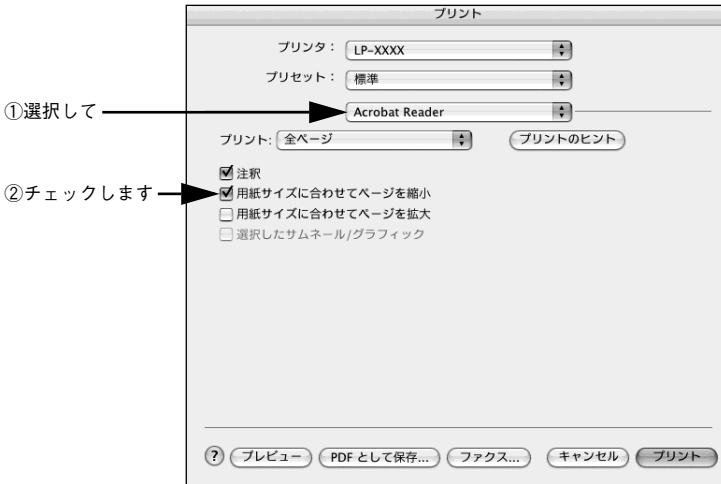 プリント
プリンタ： LP-XXXX
プリセット： 標準
①選択して
Acrobat Reader
プリント: 全ページ プリントのヒント
注釈
②チェックします
用紙サイズに合わせてページを縮小
用紙サイズに合わせてページを拡大
選択したサムネール/グラフィック
? プレビュー PDF として保存... ファクス... キャンセル プリント